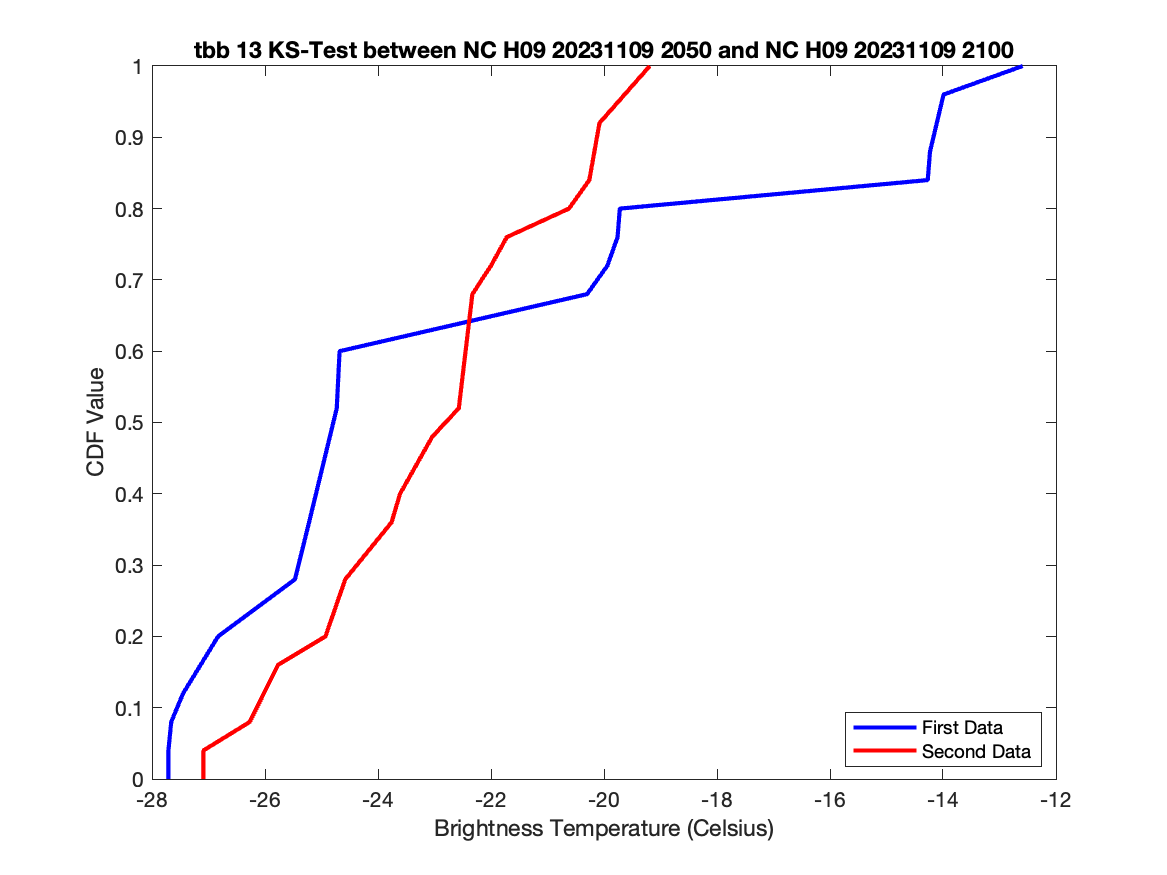 tbb 13 KS-Test between NC H09 20231109 2050 and NC H09 20231109 2100
1
0.9
0.8
0.7
0.6
0.5
0.4
0.3
0.2
0.1
0
CDF Value
First Data
Second Data
-28 -26 -24 -22 -20 -18 -16 -14 -12
Brightness Temperature (Celsius)